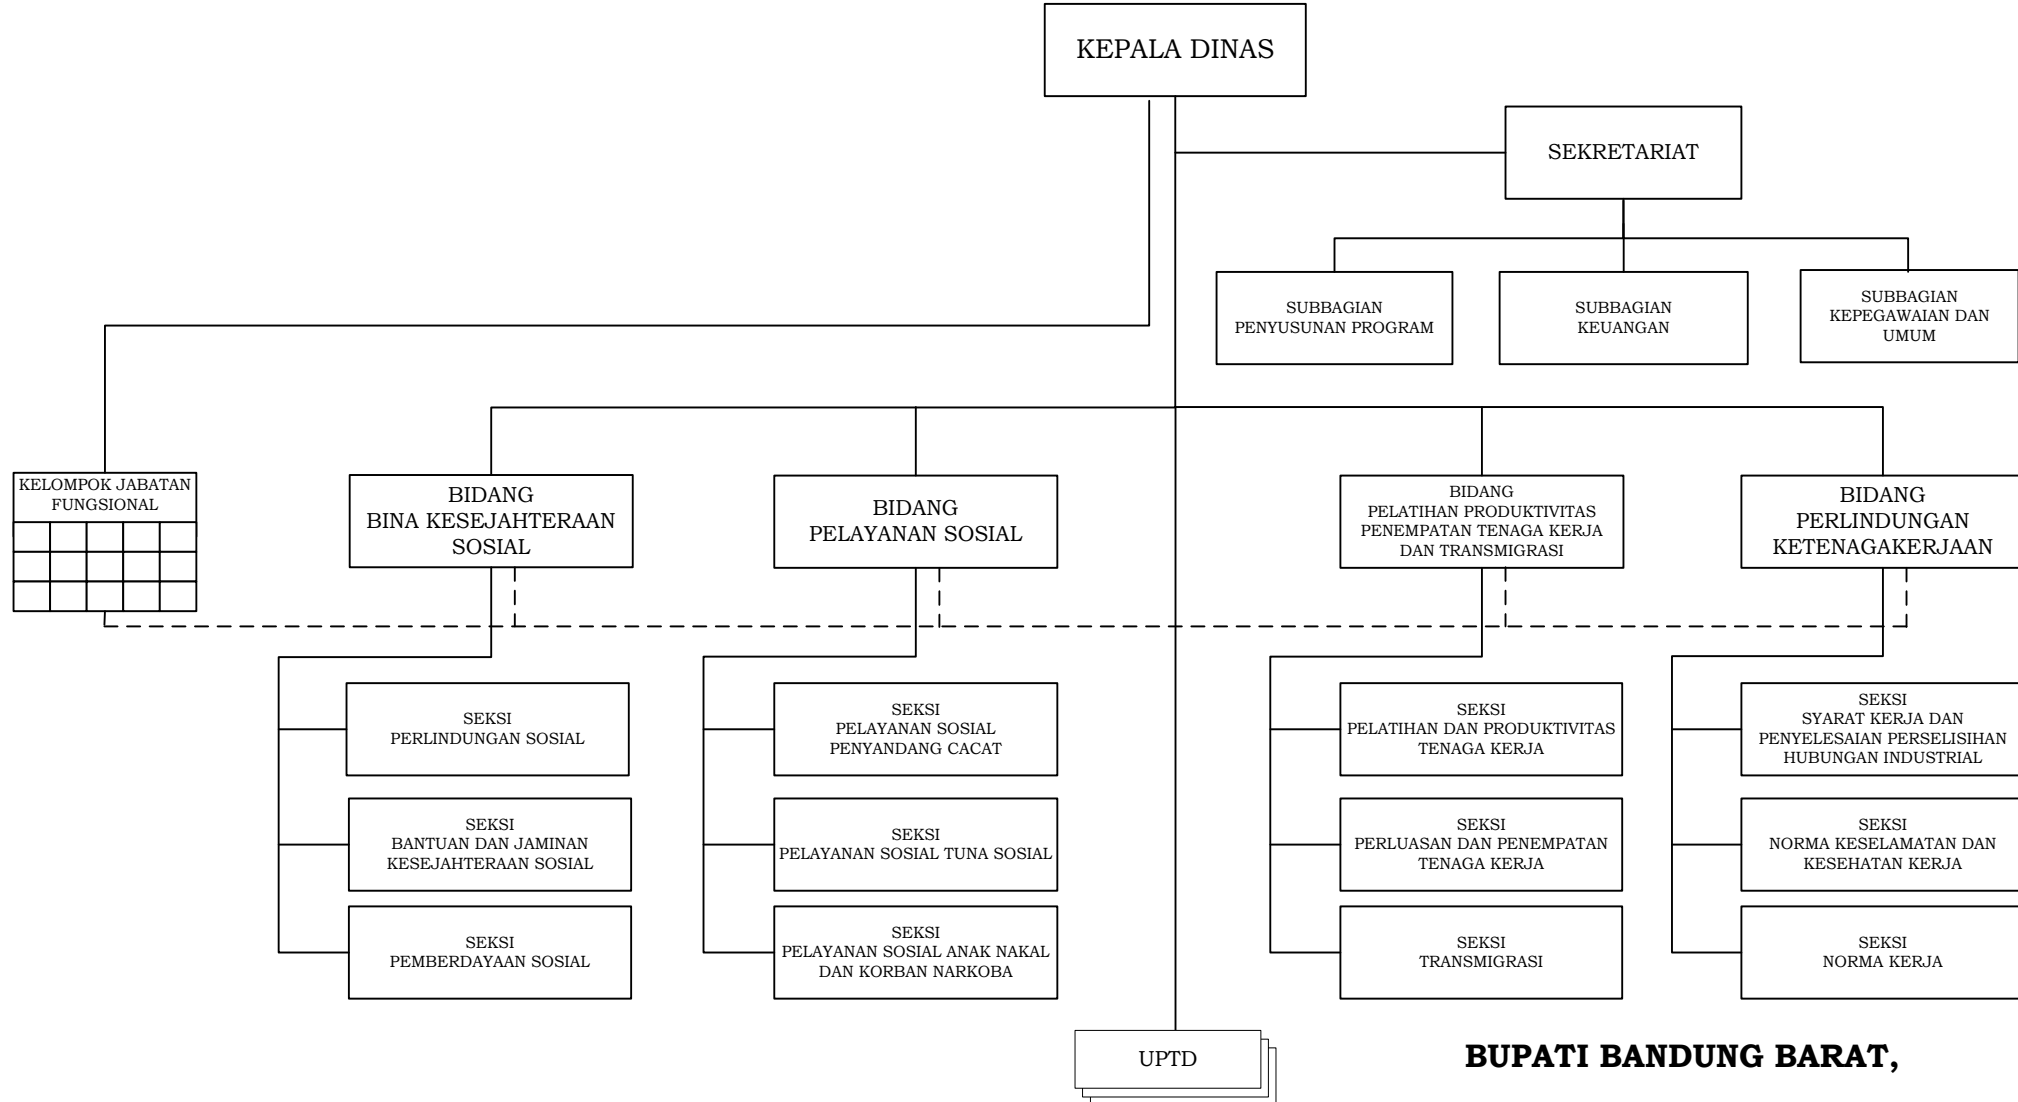 KEPALA DINAS
SEKRETARIAT
SUBBAGIAN
PENYUSUNAN PROGRAM
SUBBAGIAN
KEUANGAN
SUBBAGIAN
KEPEGAWAIAN DAN
UMUM
KELOMPOK JABATAN
FUNGSIONAL
BIDANG
BINA KESEJAHTERAAN
SOSIAL
BIDANG
PELAYANAN SOSIAL
BIDANG
PELATIHAN PRODUKTIVITAS
PENEMPATAN TENAGA KERJA
DAN TRANSMIGRASI
BIDANG
PERLINDUNGAN
KETENAGAKERJAAN
SEKSI
PERLINDUNGAN SOSIAL
SEKSI
PELAYANAN SOSIAL
PENYANDANG CACAT
SEKSI
PELATIHAN DAN PRODUKTIVITAS
TENAGA KERJA
SEKSI
SYARAT KERJA DAN
PENYELESAIAN PERSELISIHAN
HUBUNGAN INDUSTRIAL
SEKSI
BANTUAN DAN JAMINAN
KESEJAHTERAAN SOSIAL
SEKSI
PELAYANAN SOSIAL TUNA SOSIAL
SEKSI
PERLUASAN DAN PENEMPATAN
TENAGA KERJA
SEKSI
NORMA KESELAMATAN DAN
KESEHATAN KERJA
SEKSI
PEMBERDAYAAN SOSIAL
SEKSI
PELAYANAN SOSIAL ANAK NAKAL
DAN KORBAN NARKOBA
SEKSI
TRANSMIGRASI
SEKSI
NORMA KERJA
UPTD
BUPATI BANDUNG BARAT,